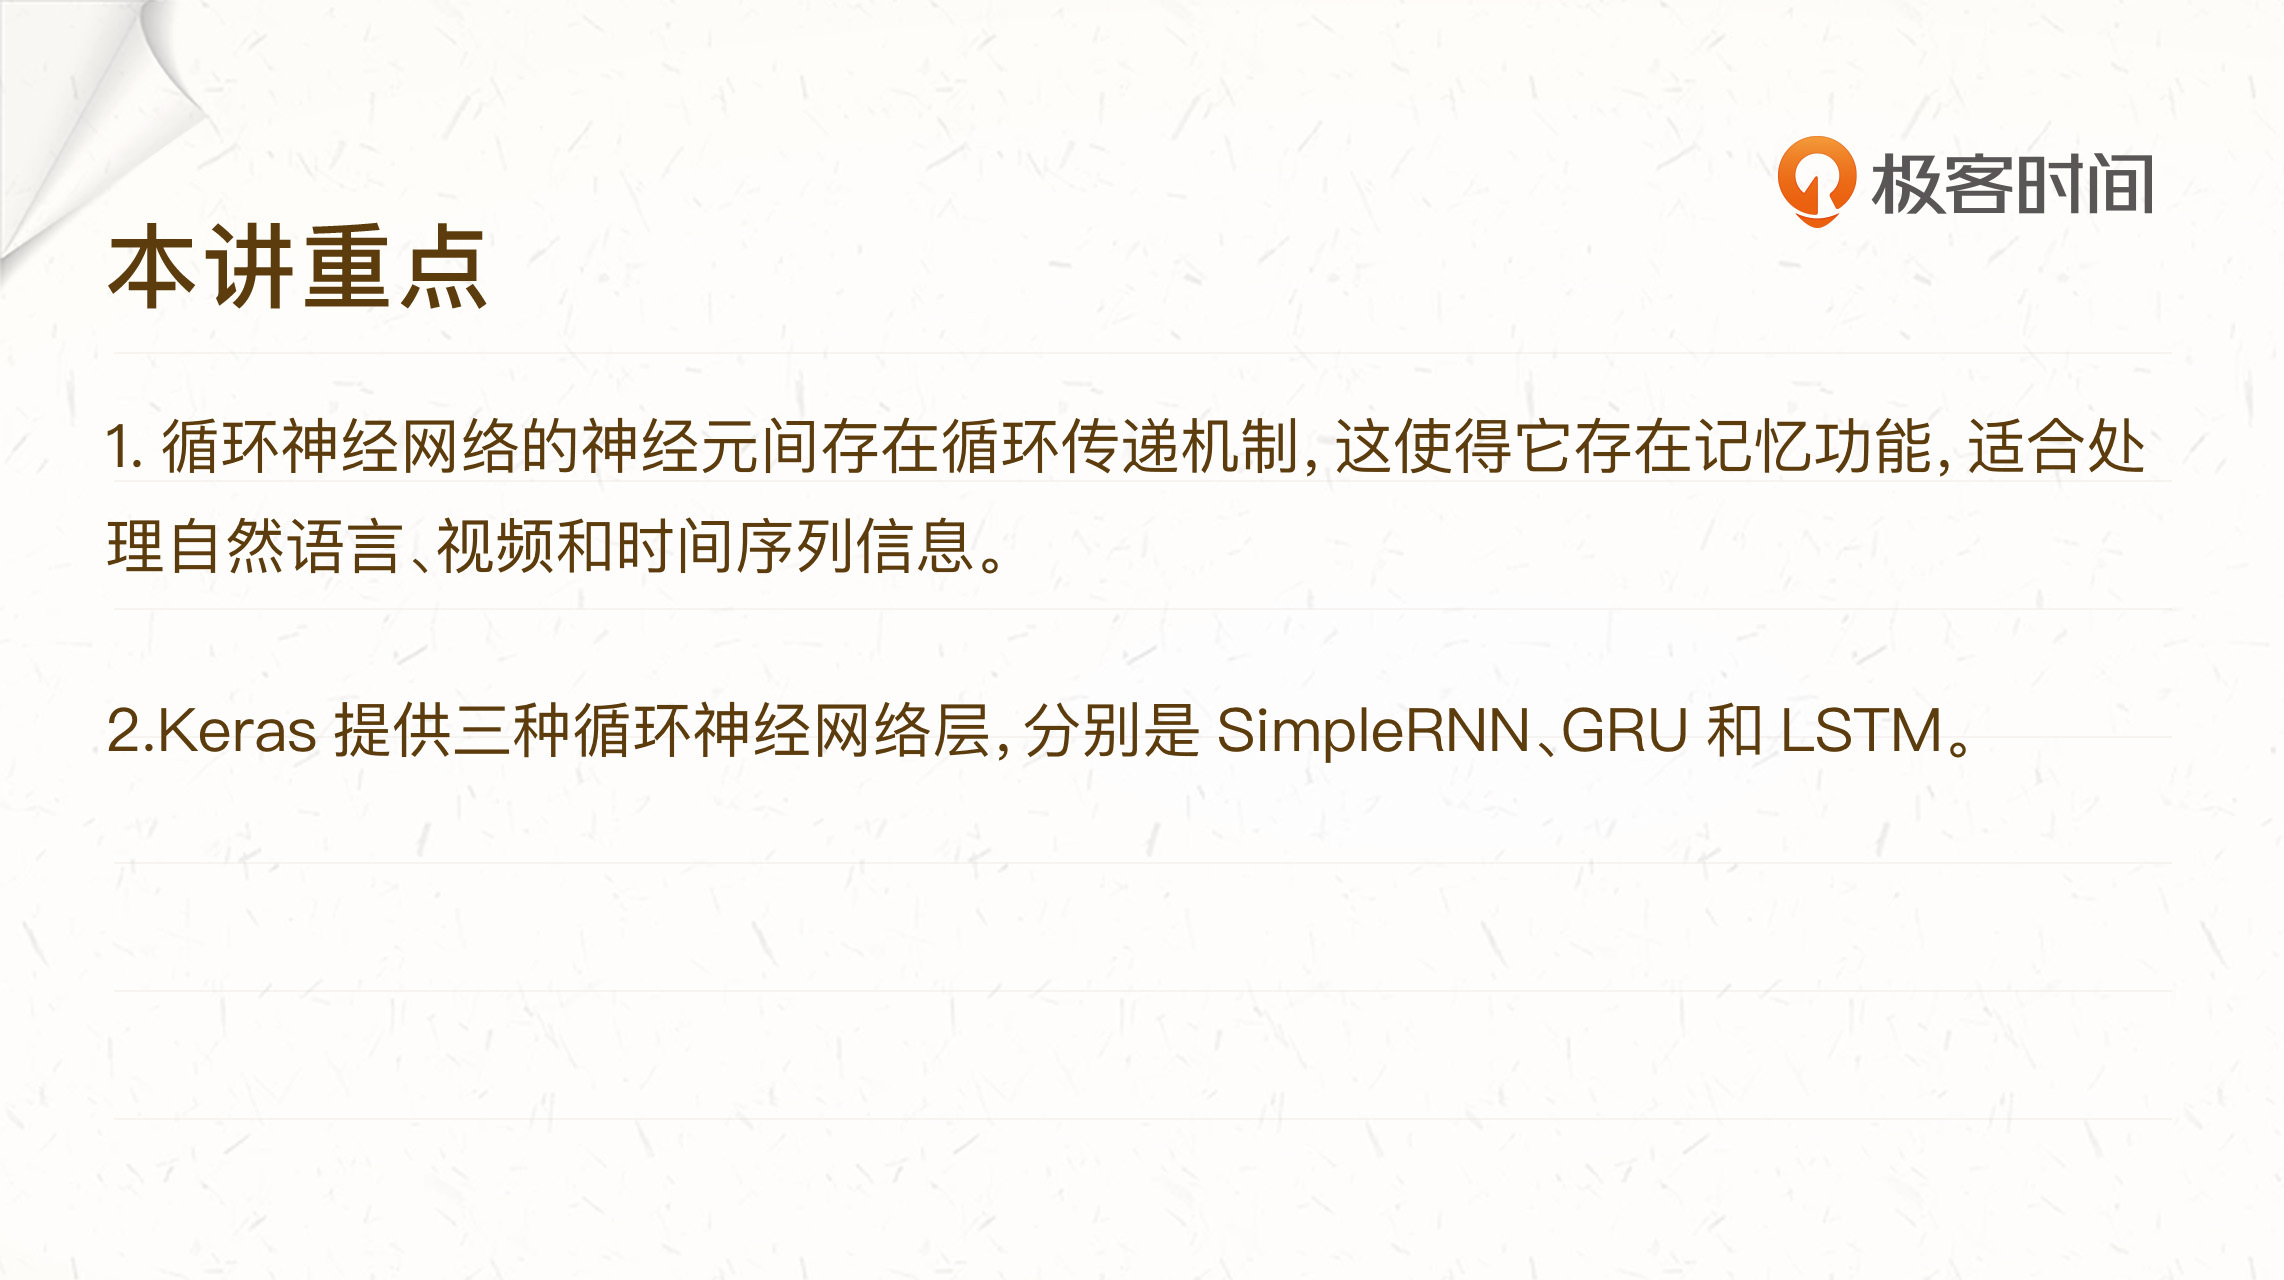 极客时间
本讲重点
1. 循环神经网络的神经元间存在循环传递机制，这使得它存在记忆功能，适合处
理自然语言、视频和时间序列信息。
2.Keras 提供三种循环神经网络层，分别是 SimpleRNN、GRU 和 LSTM。